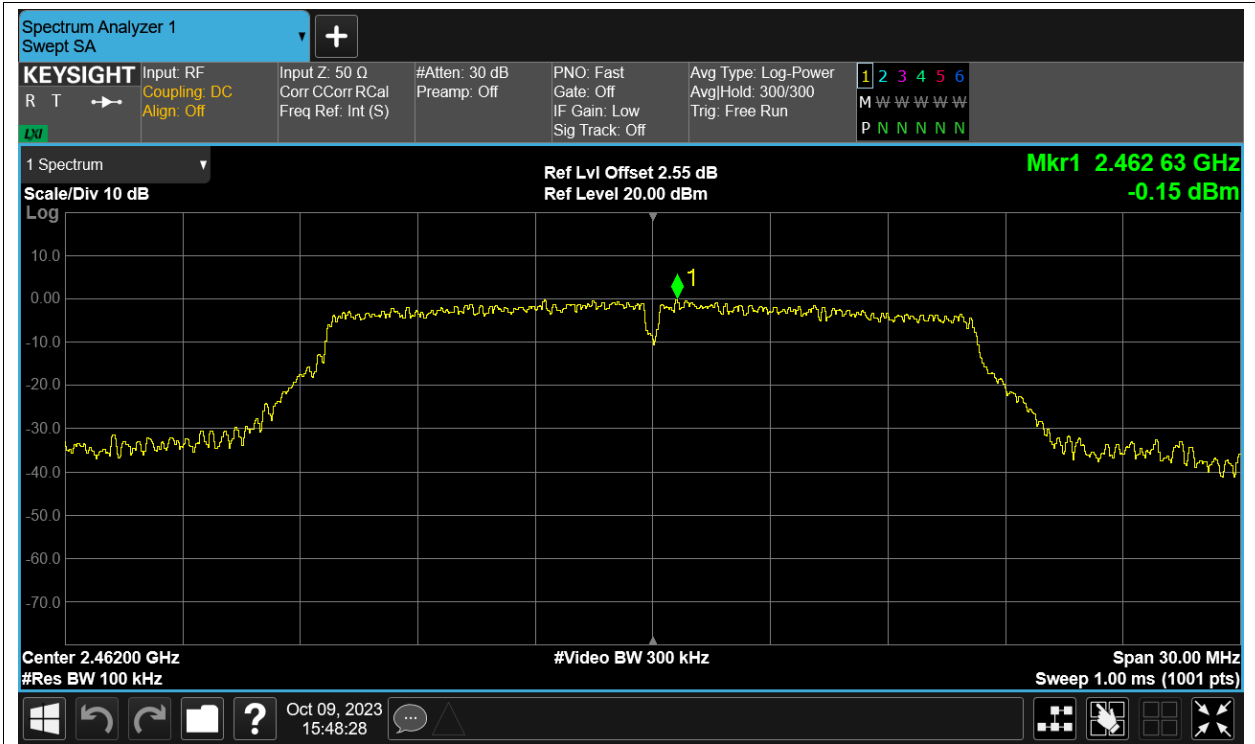 Spectrum Analyzer 1
Swept SA
+
KEYSIGHT
R T
LXI
Input: RF
Coupling: DC
Align: Off
Input Z: 50 Ω
Corr CCorr RCal
Freq Ref: Int (S)
#Atten: 30 dB
Preamp: Off
PNO: Fast
Gate: Off
IF Gain: Low
Sig Track: Off
Avg Type: Log-Power
Avg|Hold: 300/300
Trig: Free Run
1 2 3 4 5 6
M W W W W W
P N N N N N
1 Spectrum
Scale/Div 10 dB
Log
Ref Lvl Offset 2.55 dB
Ref Level 20.00 dBm
Mkr1 2.462 63 GHz
-0.15 dBm
1
10.0
0.00
-10.0
-20.0
-30.0
-40.0
-50.0
-60.0
-70.0
Center 2.46200 GHz
#Res BW 100 kHz
#Video BW 300 kHz
Span 30.00 MHz
Sweep 1.00 ms (1001 pts)
?
Oct 09, 2023
15:48:28